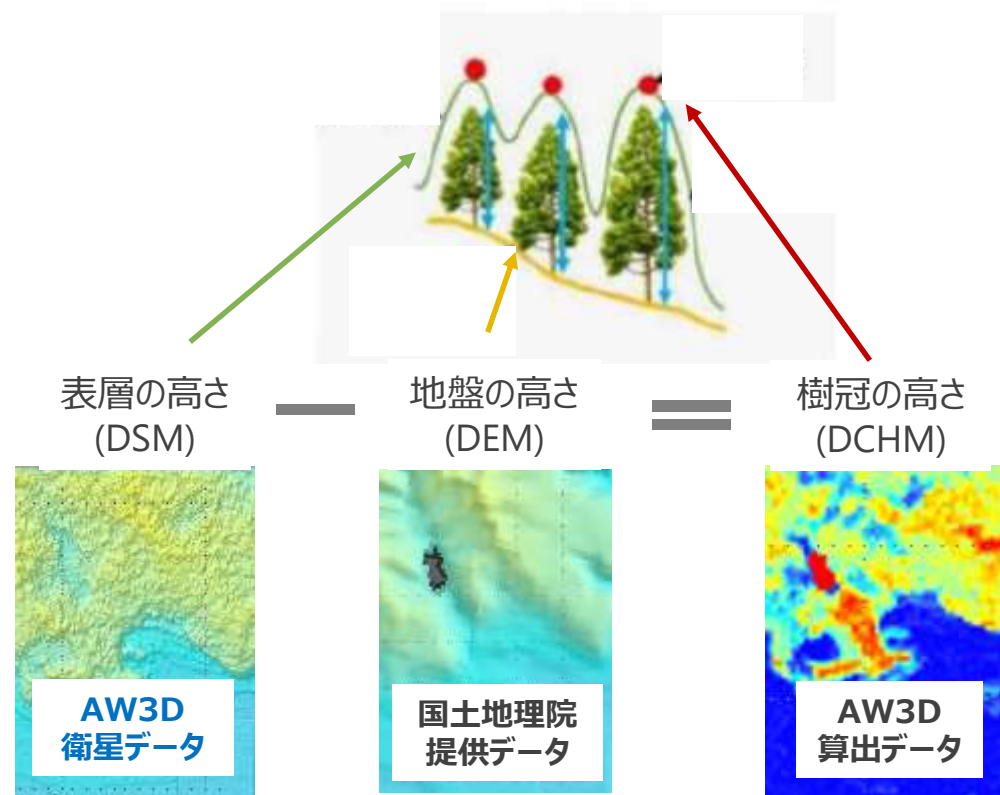 表層の高さ
(DSM)
地盤の高さ
(DEM)
樹冠の高さ
(DCHM)
AW3D
衛星データ
国土地理院
提供データ
AW3D
算出データ